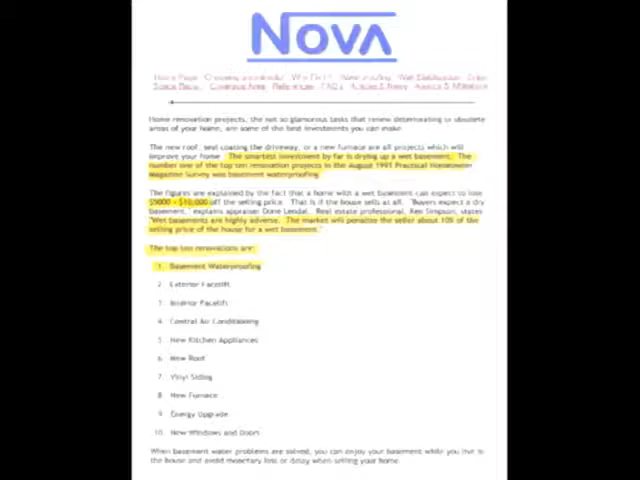 NOVA
Home renovation projects, the not so glamorous tasks that renew deteriorating or obsolete
areas of your home, are some of the best investments you can make
The new roof, seal coating the driveway, or a new furnace are all projects which will
improve your home. The smartest investment by far is drying up a wet basement. The
number one of the top ten renovation projects in the August 1991 Practical Homeowner
Magazine Survey was basement waterproofing
The figures are explained by the fact that a home with a wet basement can expect to lose
$5000 - $10,000 off the selling price. That is if the house sells at all. "Buyers expect a dry
basement," explains appraiser Real estate professional, Ken Simpson, states
"Wet basements are highly adverse. The market will penalize the seller about 10% of the
selling price of the house for a wet basement."
The top ten renovations are:
1. Basement Waterproofing
2. Exterior Facelift
3. Interior Facelift
4. Central Air Conditioning
5. New Kitchen Appliances
6. New Roof
7. Vinyl Siding
8. New Furnace
9. Energy Upgrade
10. New Windows and Doors
When basement water problems are solved, you can enjoy your basement while you live in
the house and avoid monetary loss or delay when selling your home.